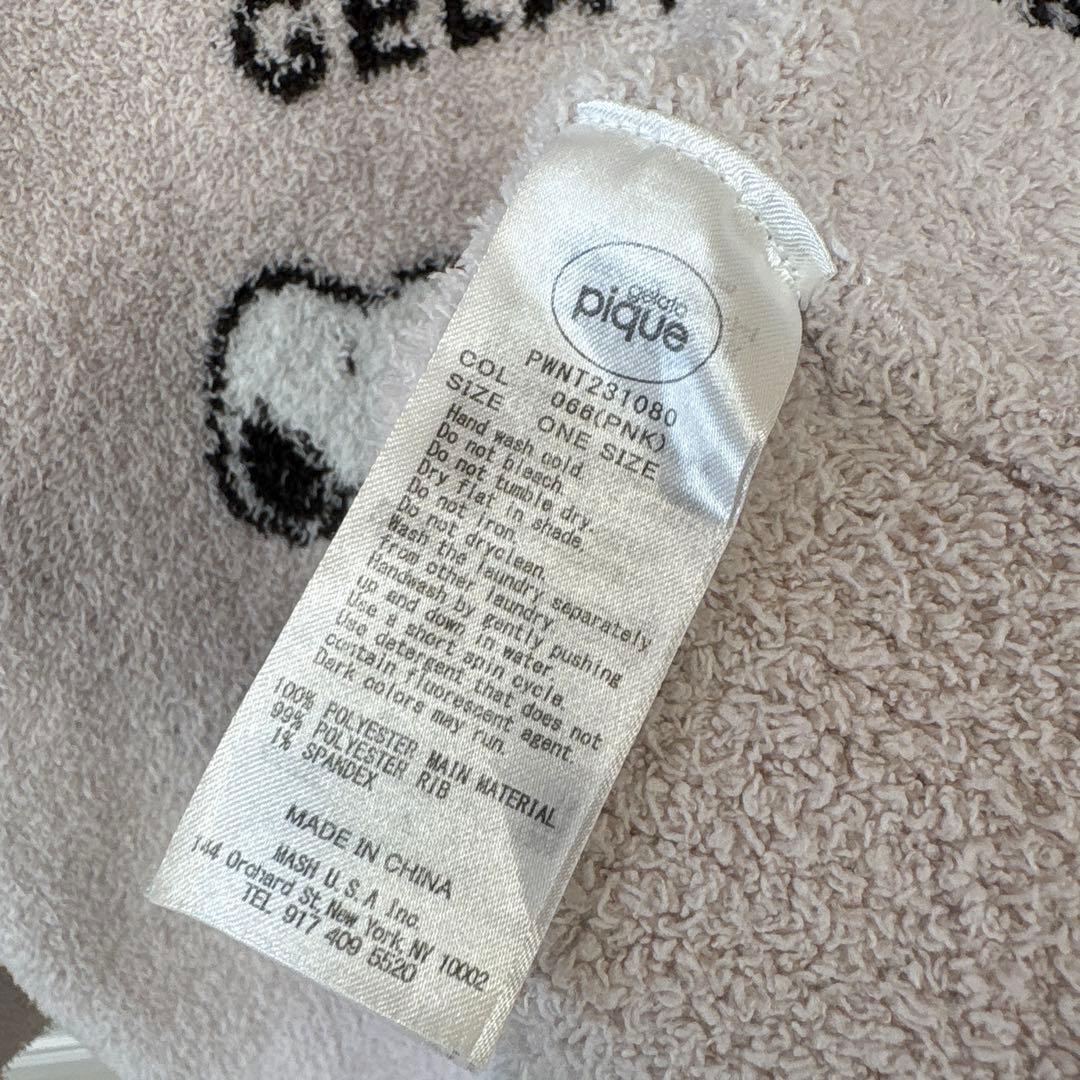 gelato
pique
PWNT231080
COL 066(PNK)
SIZE ONE SIZE
Hand wash cold.
Do not bleach.
Do not tumble dry.
Dry flat in shade.
Do not iron.
Do not dryclean.
Wash the laundry separately
from other laundry
Handwash by gently pushing
up and down in water.
Use a short spin cycle.
Use detergent that does not
contain fluorescent agent.
Dark colors may run.
100% POLYESTER MAIN MATERIAL
99% POLYESTER RIB
1% SPANDEX
MADE IN CHINA
MASH U.S.A Inc.
144 Orchard St.New York, NY 10002
TEL 917 409 5520